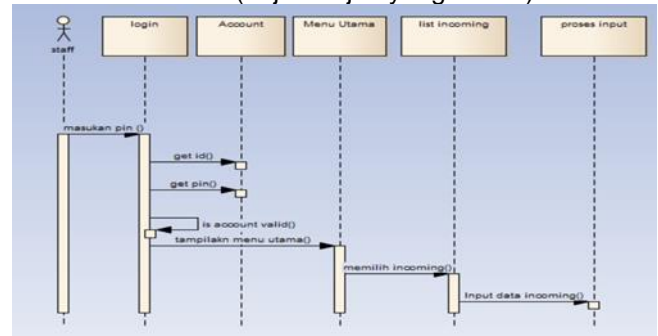 login
Account
Menu Utama
list incoming
proses input
staff
masukan pin ()
get id()
get pin()
is account valid()
tampilakn menu utama()
memilih incoming()
Input data incoming()